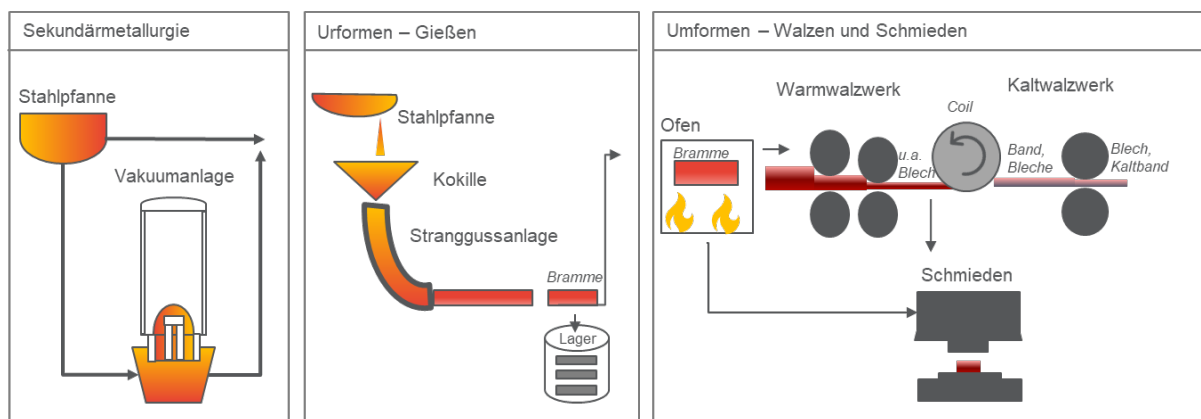 Sekundärmetallurgie
Stahlpfanne
Vakuumanlage
Urformen – Gießen
Stahlpfanne
Kokille
Stranggussanlage
Bramme
Lager
Umformen – Walzen und Schmieden
Warmwalzwerk
Kaltwalzwerk
Coil
Ofen
Bramme
u.a.
Blech
Band,
Bleche
Blech,
Kaltband
Schmieden